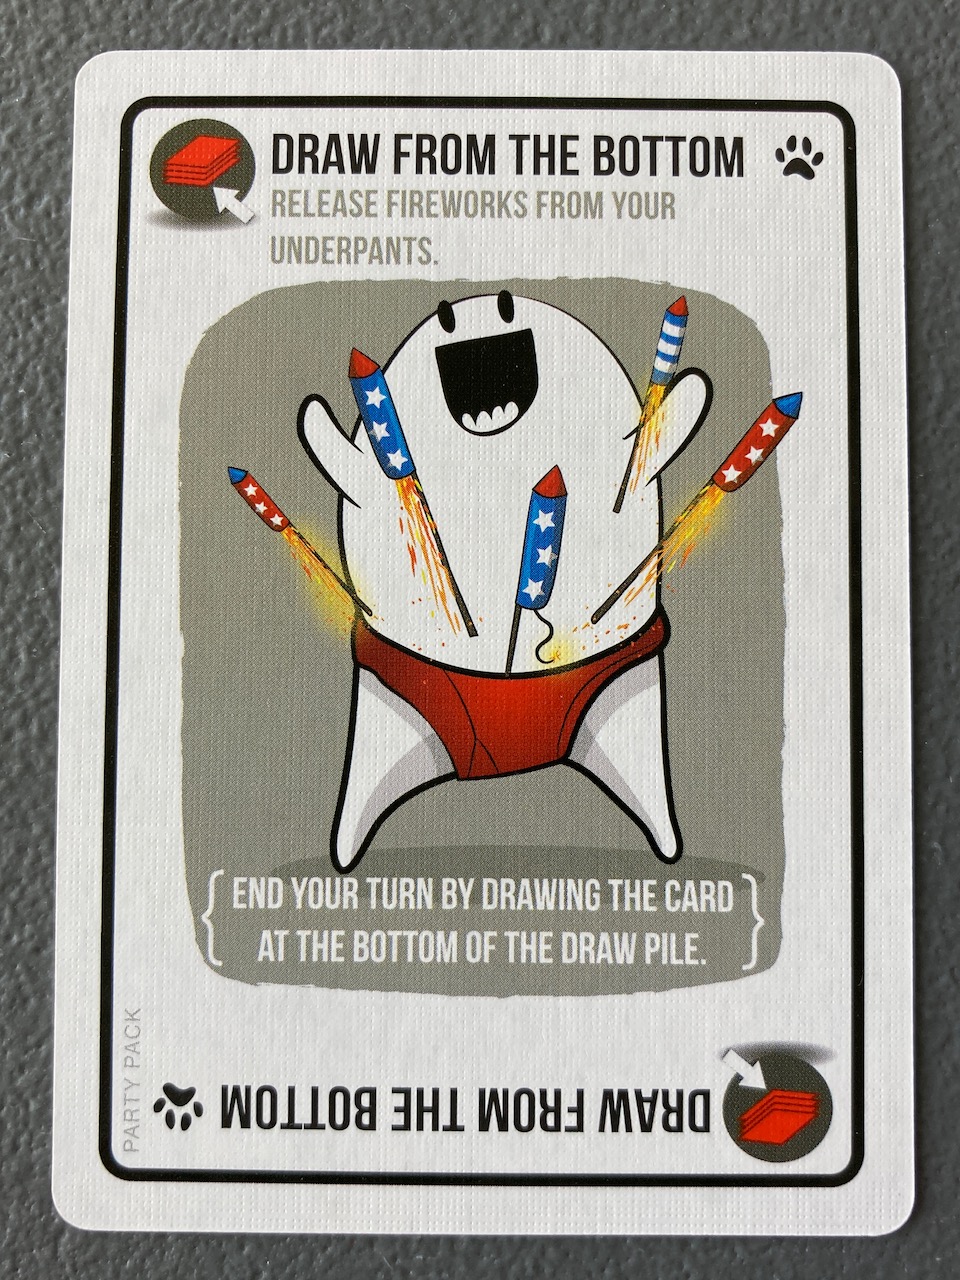 DRAW FROM THE BOTTOM
RELEASE FIREWORKS FROM YOUR
UNDERPANTS.
END YOUR TURN BY DRAWING THE CARD
AT THE BOTTOM OF THE DRAW PILE.
PARTY PACK
DRAW FROM THE BOTTOM